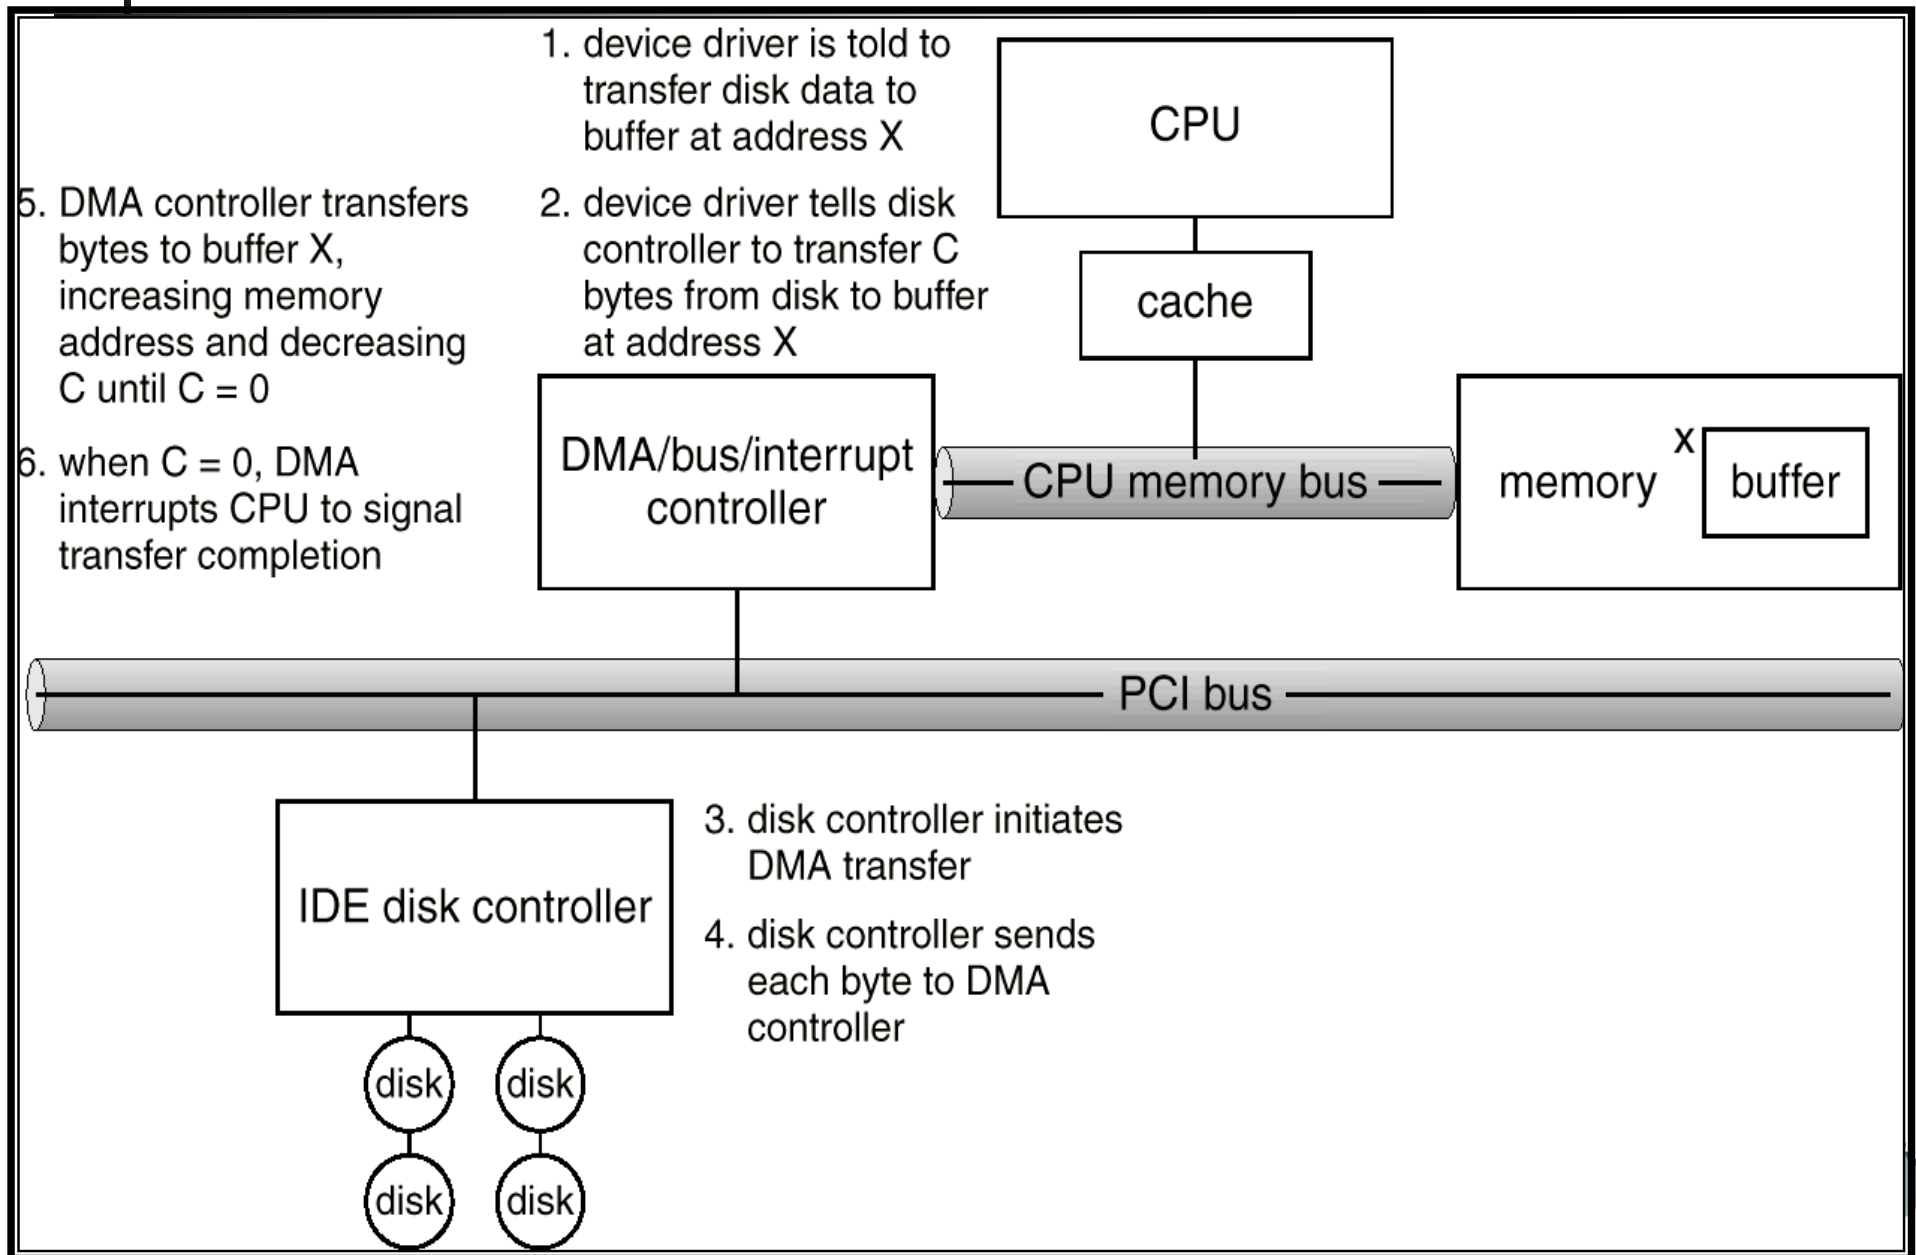 1. device driver is told to
transfer disk data to
buffer at address X
CPU
5. DMA controller transfers
bytes to buffer X,
increasing memory
address and decreasing
C until C = 0
2. device driver tells disk
controller to transfer C
bytes from disk to buffer
at address X
cache
6. when C = 0, DMA
interrupts CPU to signal
transfer completion
DMA/bus/interrupt
controller
CPU memory bus
memory
x
buffer
PCI bus
IDE disk controller
3. disk controller initiates
DMA transfer
4. disk controller sends
each byte to DMA
controller
disk
disk
disk
disk